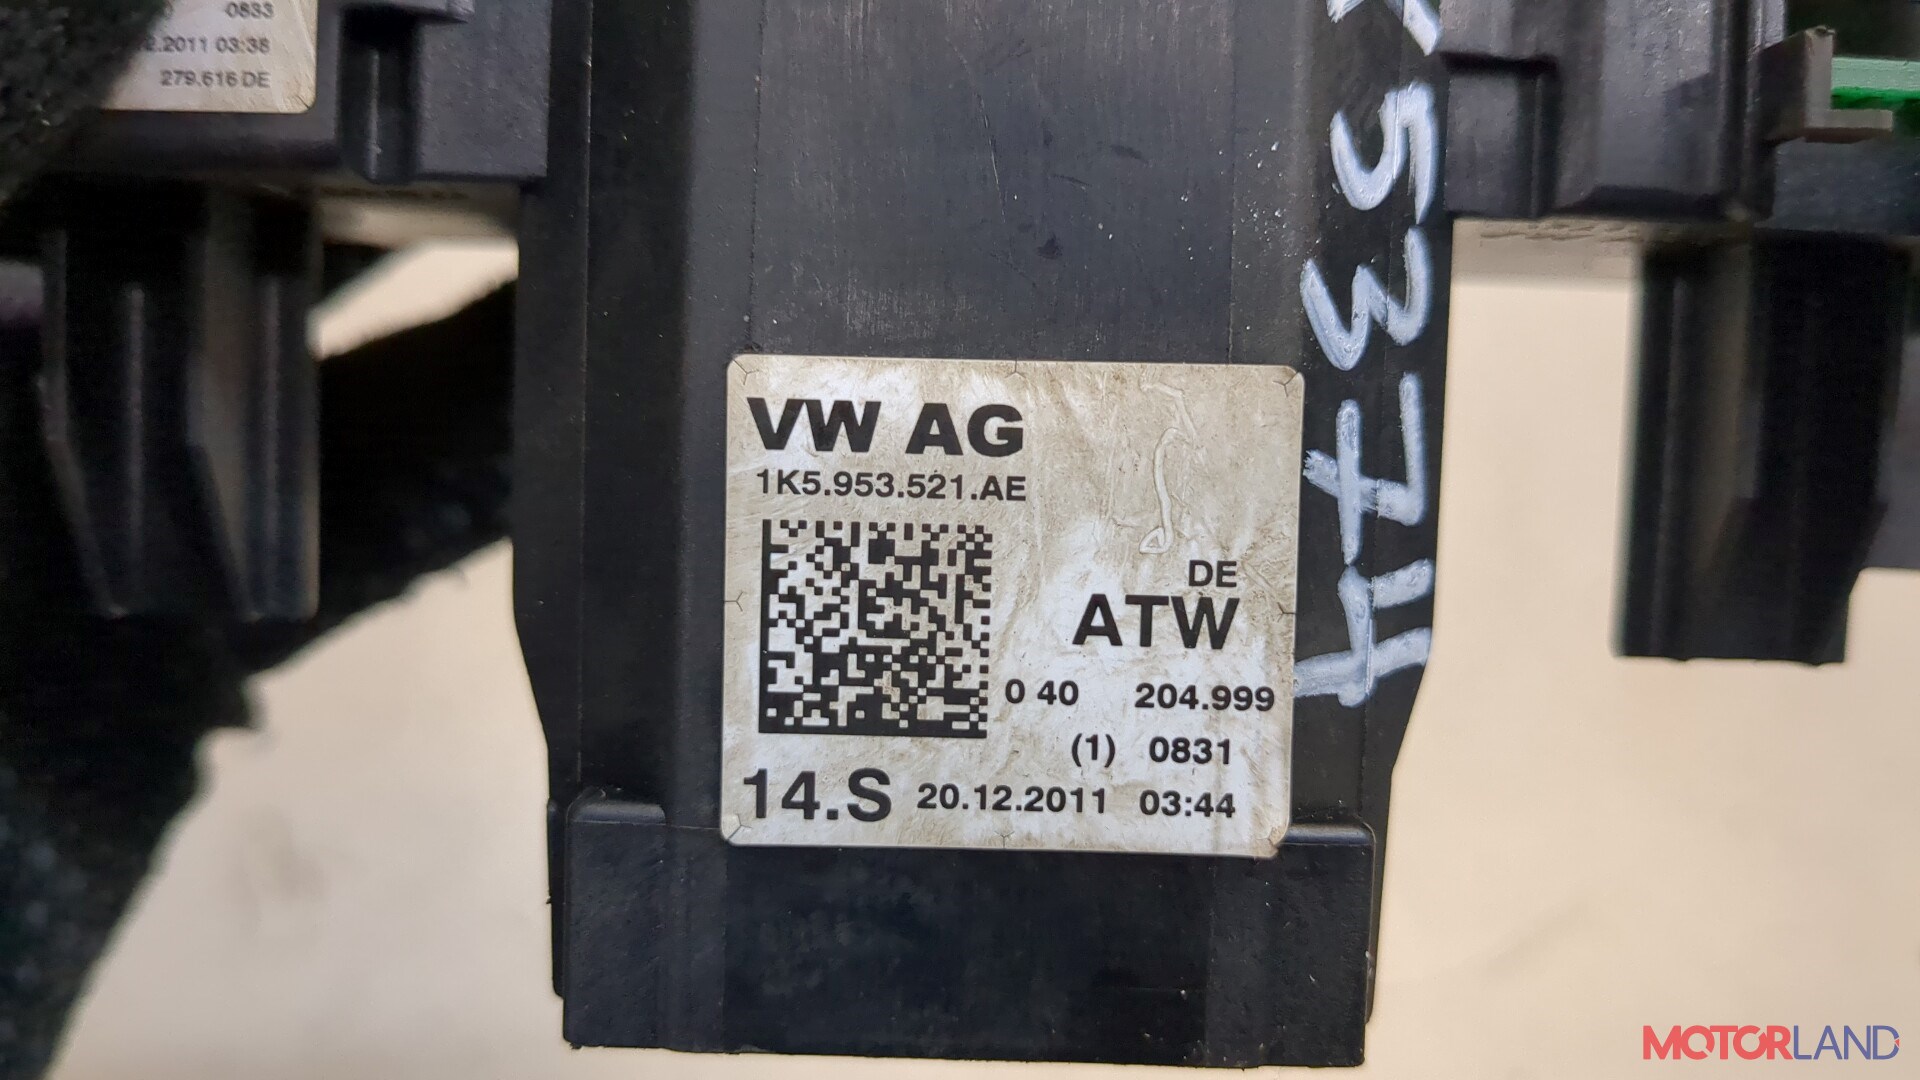 0833
2.2011 03:38
279.616 DE
VW AG
1K5.953.521.AE
DE
ATW
0 40 204.999
(1) 0831
14.S 20.12.2011 03:44
MOTORLAND